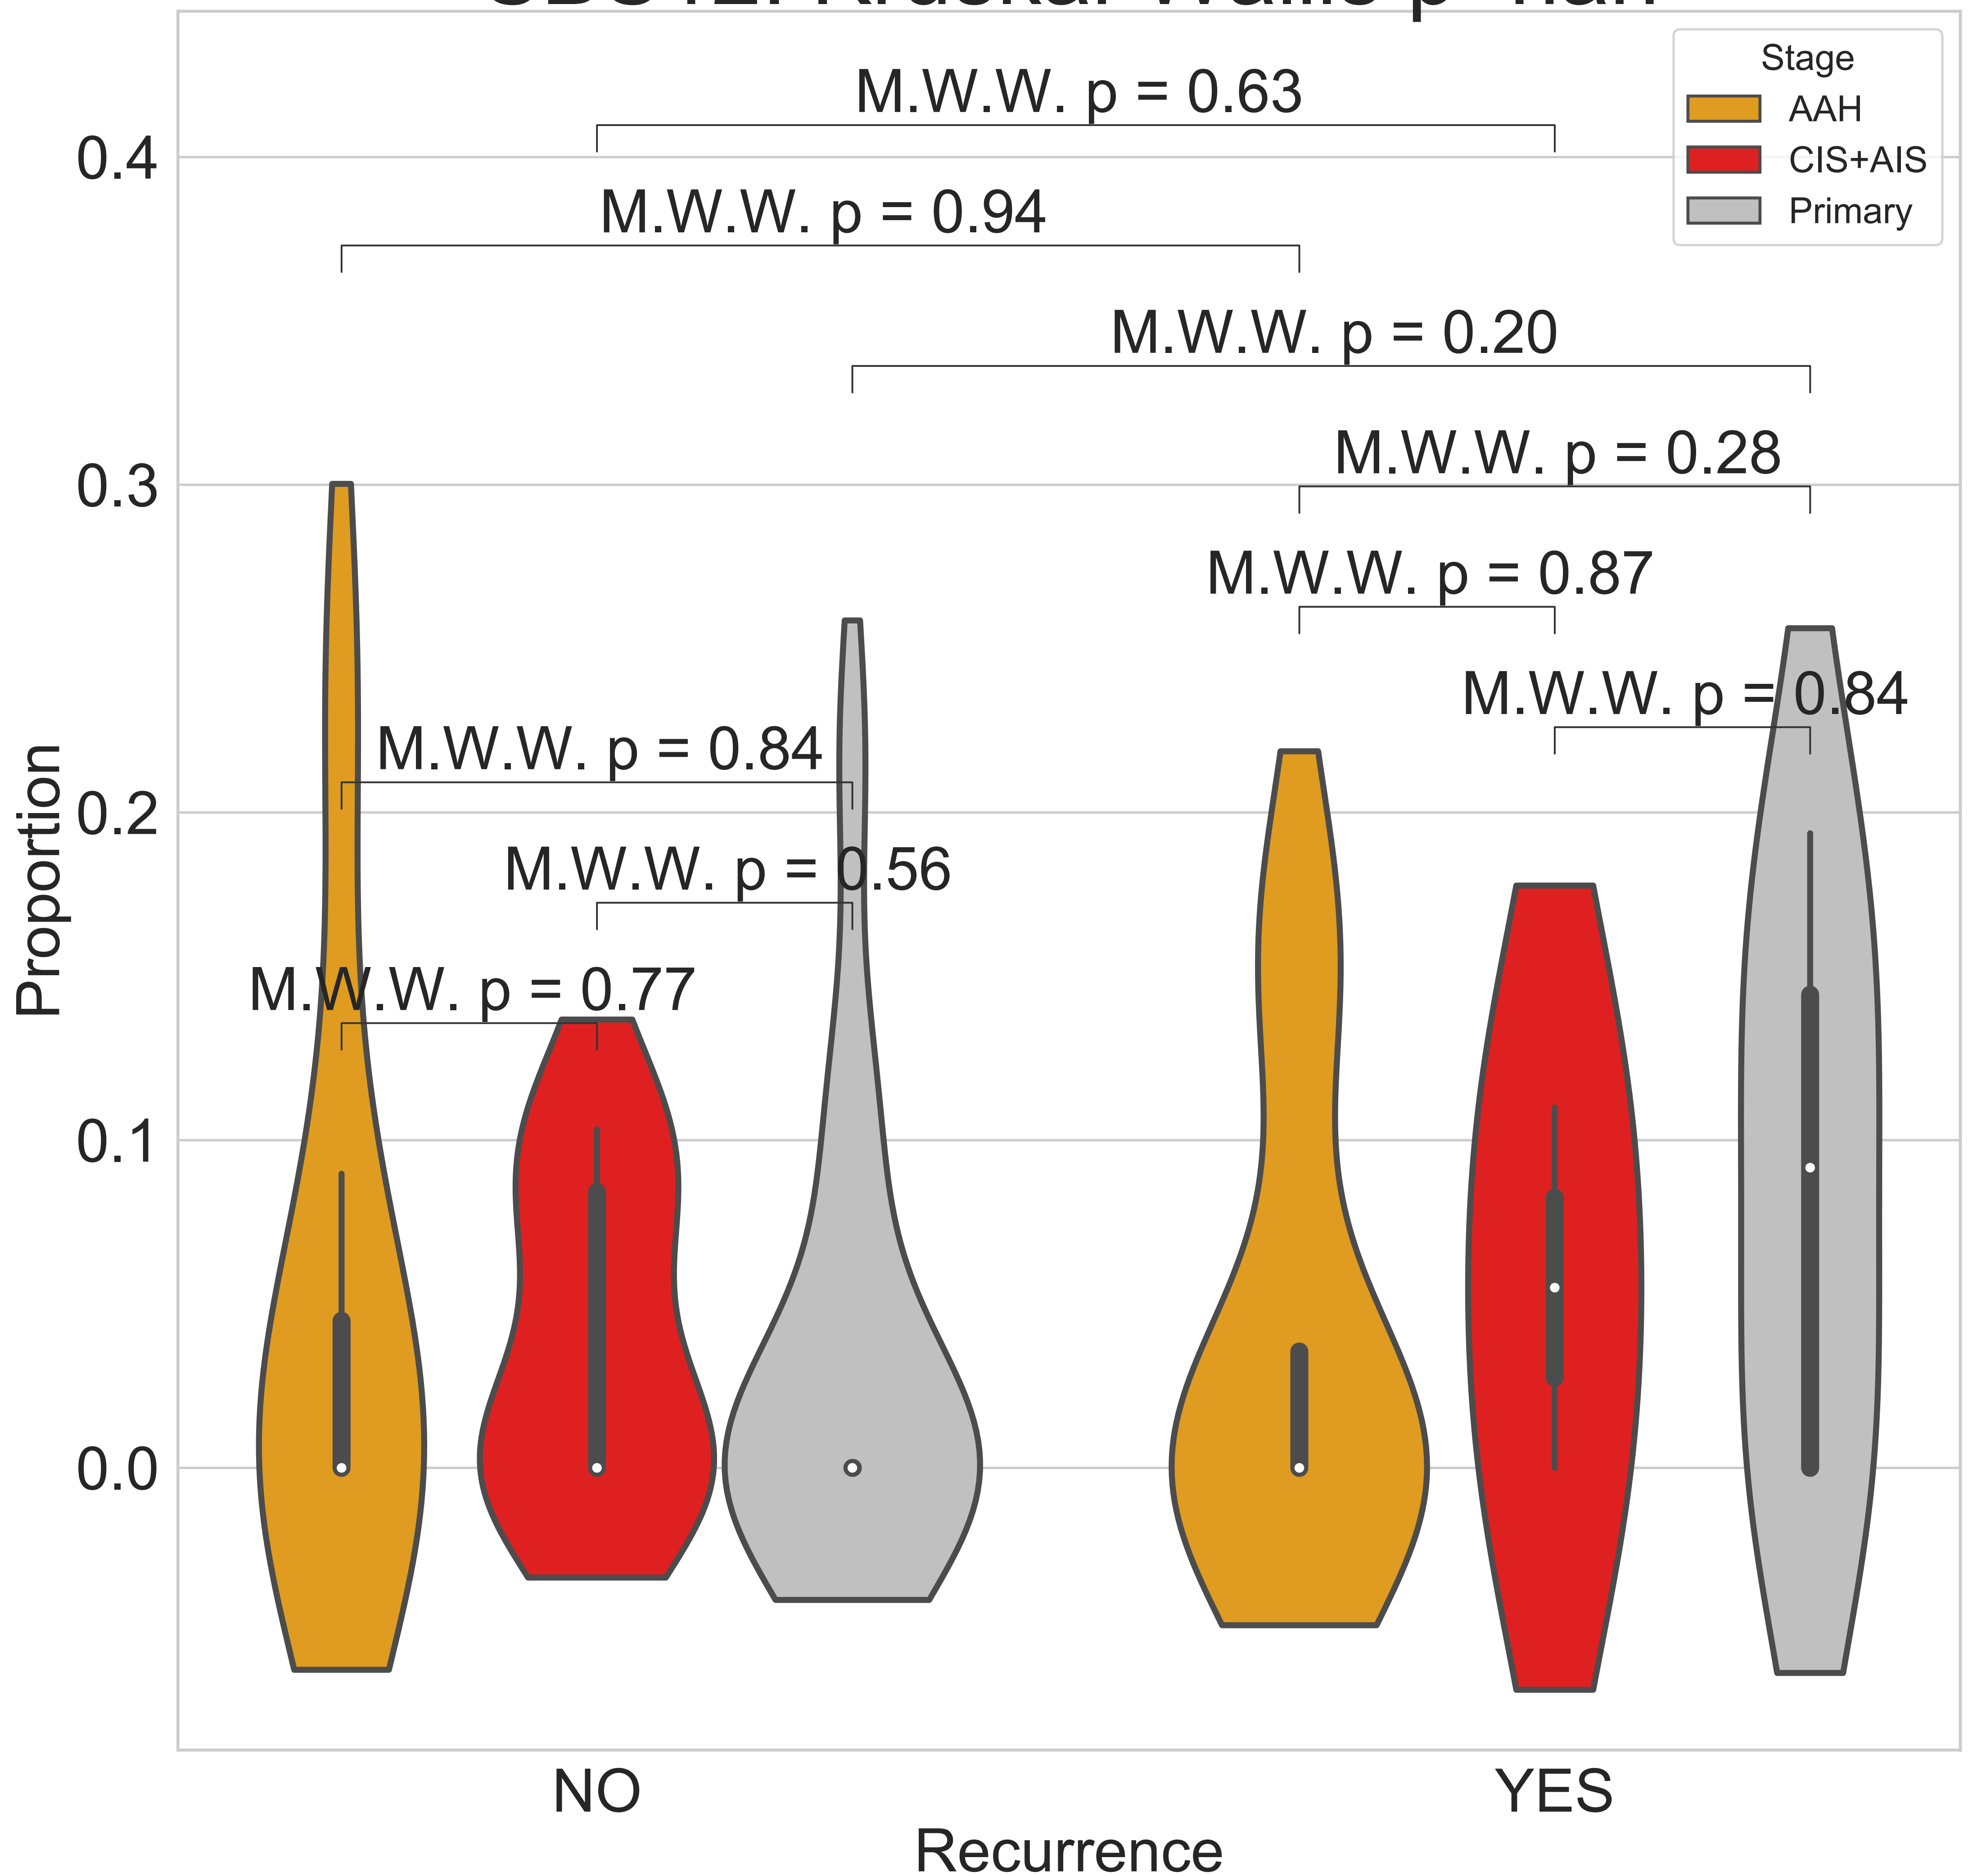 Stage
AAH
CIS+AIS
Primary
M.W.W. p = 0.63
0.4
M.W.W. p = 0.94
M.W.W. p = 0.20
M.W.W. p = 0.28
0.3
M.W.W. p = 0.87
M.W.W. p = 0.84
M.W.W. p = 0.84
0.2
M.W.W. p = 0.56
M.W.W. p = 0.77
0.1
0.0
Proportion
NO
YES
Recurrence